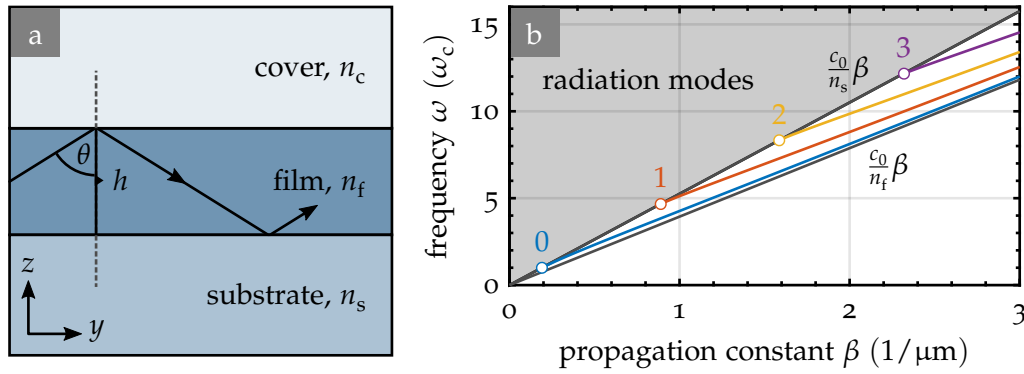 a
cover, n_c
θ
h
film, n_f
z
y
substrate, n_s
b
frequency ω (ω_c)
15
10
5
0
radiation modes
0
1
2
3
c_0/n_s β
c_0/n_f β
0
1
2
3
propagation constant β (1/μm)